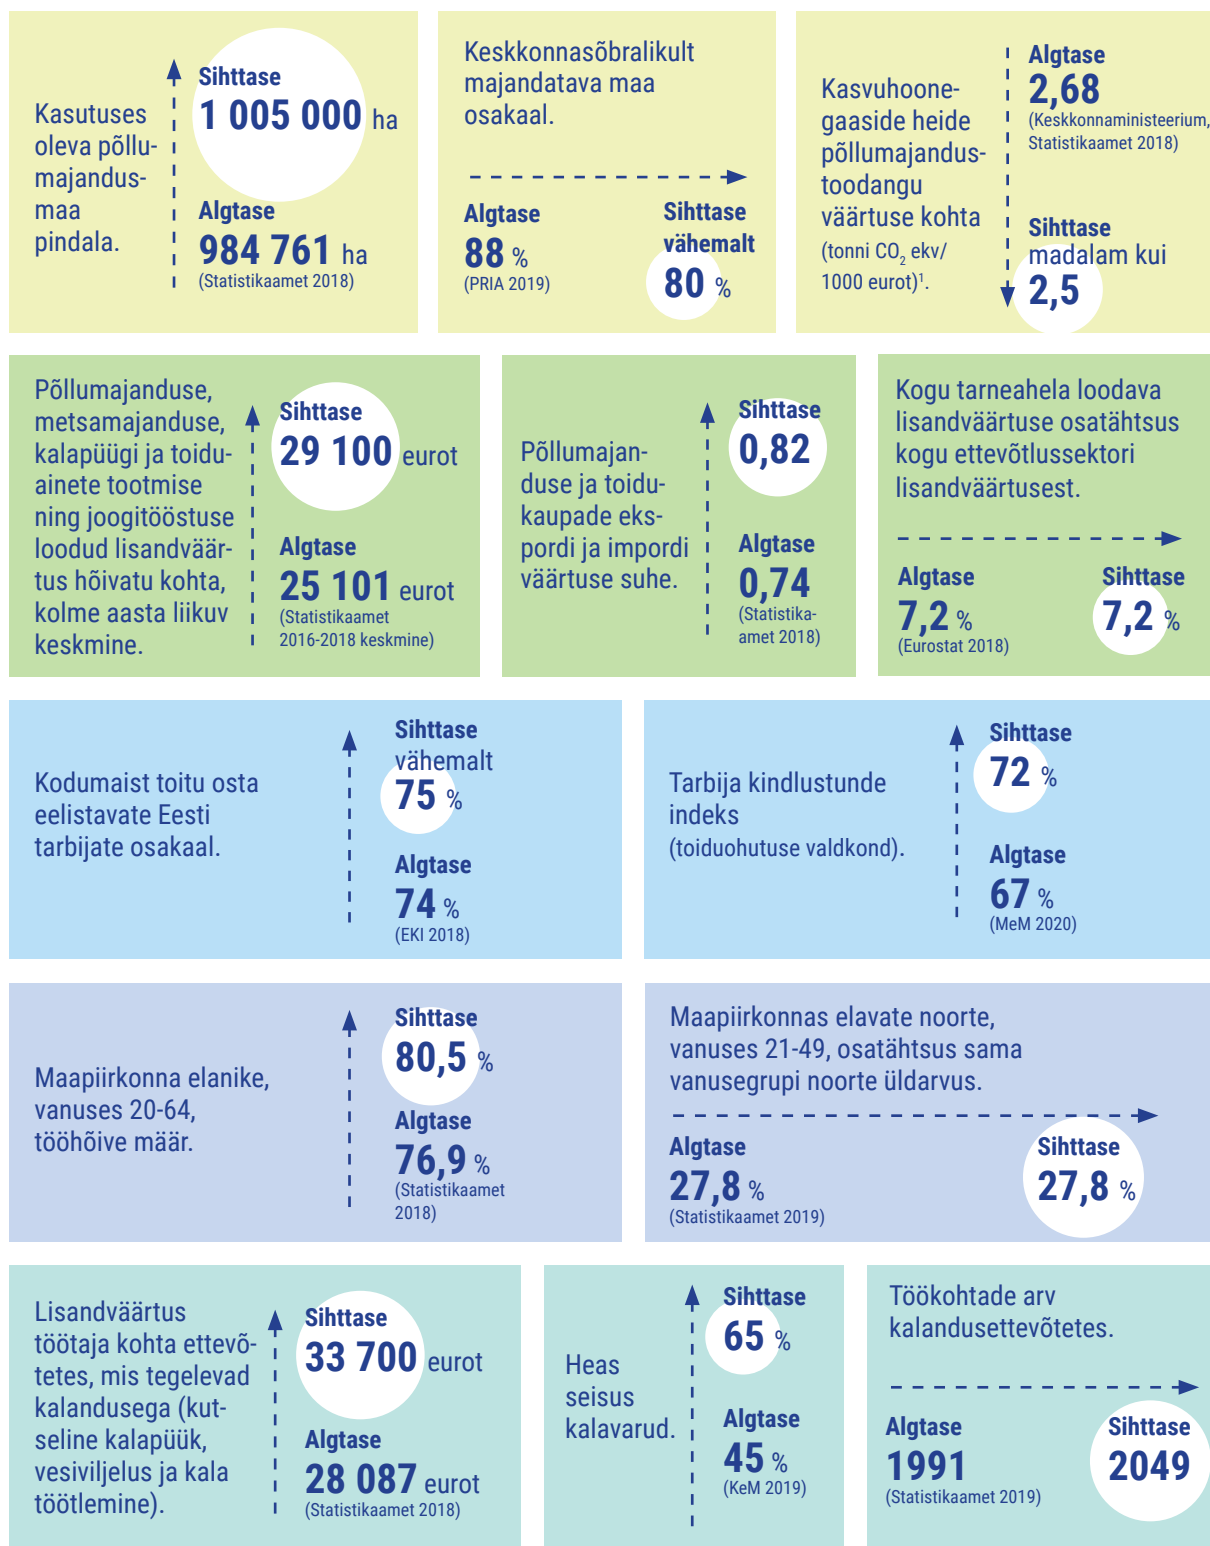 Kasutuses
oleva põllu-
majandus-
maa
pindala.
Sihttase
1 005 000 ha
Algtase
984 761 ha
(Statistikaamet 2018)
Keskkonnasõbralikult
majandatava maa
osakaal.
Algtase
88 %
(PRIA 2019)
Sihttase
vähemalt
80 %
Kasvuhoone-
gaaside heide
põllumajandus-
toodangu
väärtuse kohta
(tonni CO₂ ekv/
1000 eurot)¹.
Algtase
2,68
(Keskkonnaministeerium,
Statistikaamet 2018)
Sihttase
madalam kui
2,5
Põllumajanduse,
metsamajanduse,
kalapüügi ja toidu-
ainete tootmise
ning joogitööstuse
loodud lisandväär-
tus hõivatu kohta,
kolme aasta liikuv
keskmine.
Sihttase
29 100 eurot
Algtase
25 101 eurot
(Statistikaamet
2016-2018 keskmine)
Põllumajan-
duse ja toidu-
kaupade eks-
pordi ja impordi
väärtuse suhe.
Sihttase
0,82
Algtase
0,74
(Statistika-
amet 2018)
Kogu tarneahela loodava
lisandväärtuse osatähtsus
kogu ettevõtlussektori
lisandväärtusest.
Algtase
7,2 %
(Eurostat 2018)
Sihttase
7,2 %
Kodumaist toitu osta
eelistavate Eesti
tarbijate osakaal.
Sihttase
vähemalt
75 %
Algtase
74 %
(EKI 2018)
Tarbija kindlustunde
indeks
(toiduohutuse valdkond).
Sihttase
72 %
Algtase
67 %
(MeM 2020)
Maapiirkonna elanike,
vanuses 20-64,
tööhõive määr.
Sihttase
80,5 %
Algtase
76,9 %
(Statistikaamet
2018)
Maapiirkonnas elavate noorte,
vanuses 21-49, osatähtsus sama
vanusegrupi noorte üldarvus.
Algtase
27,8 %
(Statistikaamet 2019)
Sihttase
27,8 %
Lisandväärtus
töötaja kohta ettevõ-
tetes, mis tegelevad
kalandusega (kut-
seline kalapüük,
vesiviljelus ja kala
töötlemine).
Sihttase
33 700 eurot
Algtase
28 087 eurot
(Statistikaamet 2018)
Heas
seisus
kalavarud.
Sihttase
65 %
Algtase
45 %
(KeM 2019)
Töökohtade arv
kalandusettevõtetes.
Algtase
1991
(Statistikaamet 2019)
Sihttase
2049